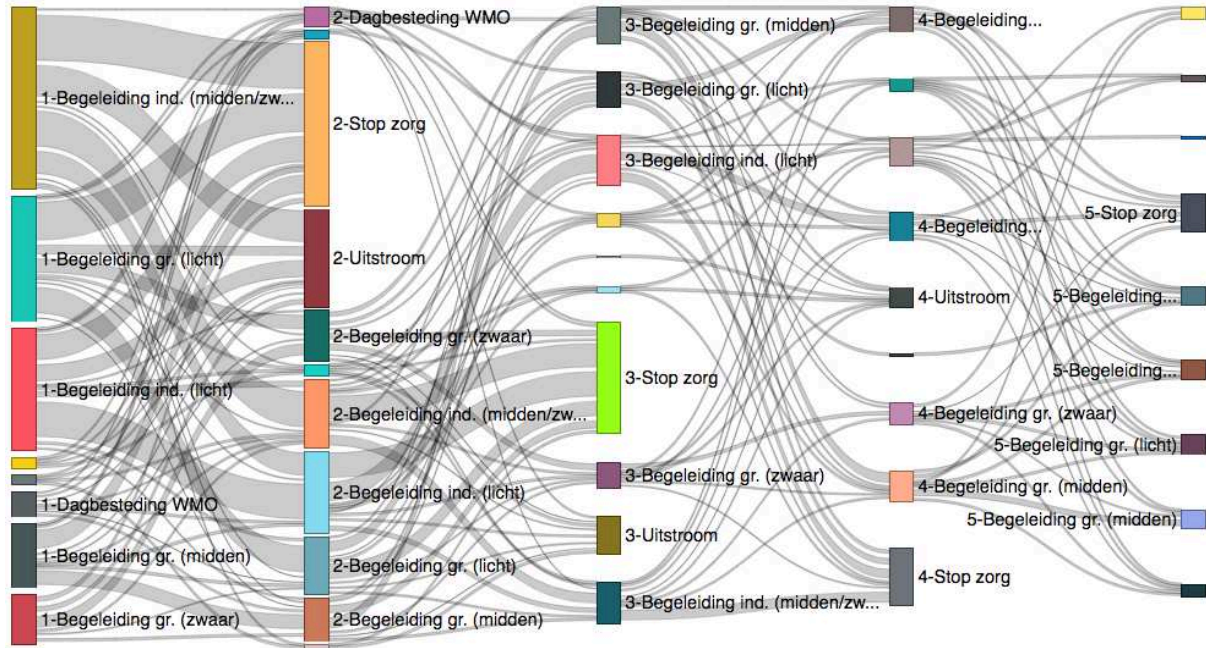 1-Begeleiding ind. (midden/zw...
1-Begeleiding gr. (licht)
1-Begeleiding ind. (licht)
1-Dagbesteding WMO
1-Begeleiding gr. (midden)
1-Begeleiding gr. (zwaar)
2-Dagbesteding WMO
2-Stop zorg
2-Uitstroom
2-Begeleiding gr. (zwaar)
2-Begeleiding ind. (midden/zw...
2-Begeleiding ind. (licht)
2-Begeleiding gr. (licht)
2-Begeleiding gr. (midden)
3-Begeleiding gr. (midden)
3-Begeleiding gr. (licht)
3-Begeleiding ind. (licht)
3-Stop zorg
3-Begeleiding gr. (zwaar)
3-Uitstroom
3-Begeleiding ind. (midden/zw...
4-Begeleiding...
4-Begeleiding...
4-Uitstroom
4-Begeleiding gr. (zwaar)
4-Begeleiding gr. (midden)
4-Stop zorg
5-Stop zorg
5-Begeleiding...
5-Begeleiding...
5-Begeleiding gr. (licht)
5-Begeleiding gr. (midden)